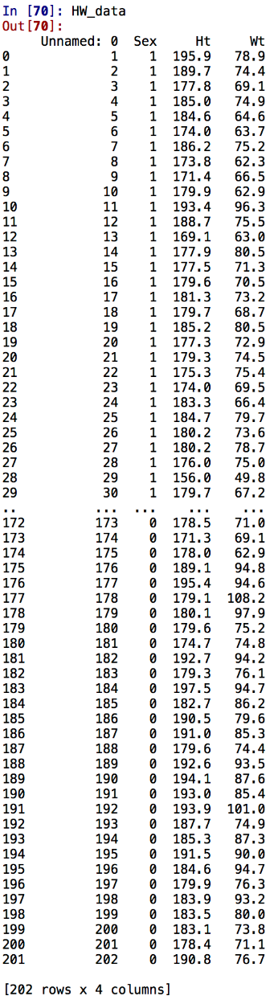 In [70]: HW_data
Out[70]:
Unnamed: 0 Sex Ht Wt
0 1 1 195.9 78.9
1 2 1 189.7 74.4
2 3 1 177.8 69.1
3 4 1 185.0 74.9
4 5 1 184.6 64.6
5 6 1 174.0 63.7
6 7 1 186.2 75.2
7 8 1 173.8 62.3
8 9 1 171.4 66.5
9 10 1 179.9 62.9
10 11 1 193.4 96.3
11 12 1 188.7 75.5
12 13 1 169.1 63.0
13 14 1 177.9 80.5
14 15 1 177.5 71.3
15 16 1 179.6 70.5
16 17 1 181.3 73.2
17 18 1 179.7 68.7
18 19 1 185.2 80.5
19 20 1 177.3 72.9
20 21 1 179.3 74.5
21 22 1 175.3 75.4
22 23 1 174.0 69.5
23 24 1 183.3 66.4
24 25 1 184.7 79.7
25 26 1 180.2 73.6
26 27 1 180.2 78.7
27 28 1 176.0 75.0
28 29 1 156.0 49.8
29 30 1 179.7 67.2
.. ... ... ... ...
172 173 0 178.5 71.0
173 174 0 171.3 69.1
174 175 0 178.0 62.9
175 176 0 189.1 94.8
176 177 0 195.4 94.6
177 178 0 179.1 108.2
178 179 0 180.1 97.9
179 180 0 179.6 75.2
180 181 0 174.7 74.8
181 182 0 192.7 94.2
182 183 0 179.3 76.1
183 184 0 197.5 94.7
184 185 0 182.7 86.2
185 186 0 190.5 79.6
186 187 0 191.0 85.3
187 188 0 179.6 74.4
188 189 0 192.6 93.5
189 190 0 194.1 87.6
190 191 0 193.0 85.4
191 192 0 193.9 101.0
192 193 0 187.7 74.9
193 194 0 185.3 87.3
194 195 0 191.5 90.0
195 196 0 184.6 94.7
196 197 0 179.9 76.3
197 198 0 183.9 93.2
198 199 0 183.5 80.0
199 200 0 183.1 73.8
200 201 0 178.4 71.1
201 202 0 190.8 76.7
[202 rows x 4 columns]